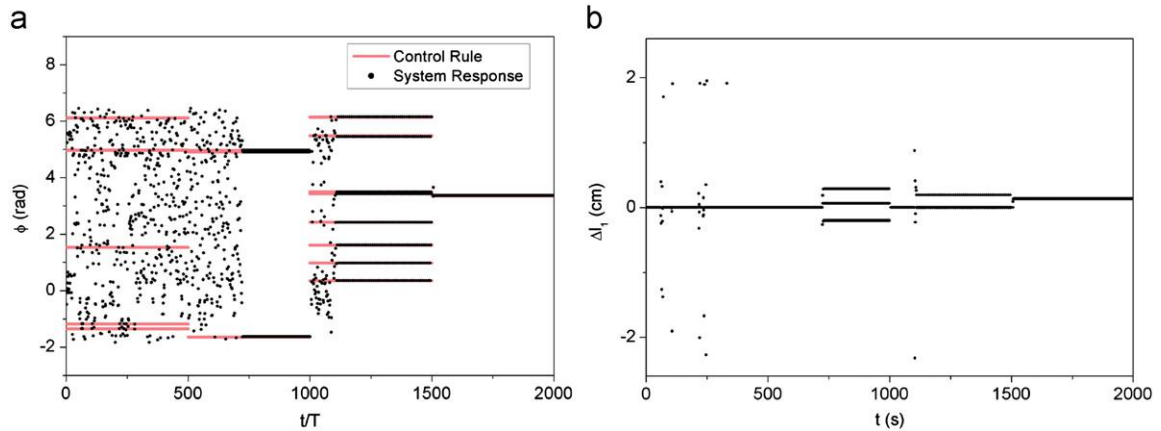 a
b
Control Rule
System Response
8
6
4
2
0
-2
φ (rad)
0
500
1000
1500
2000
t/T
2
0
-2
Δl₁ (cm)
0
500
1000
1500
2000
t (s)